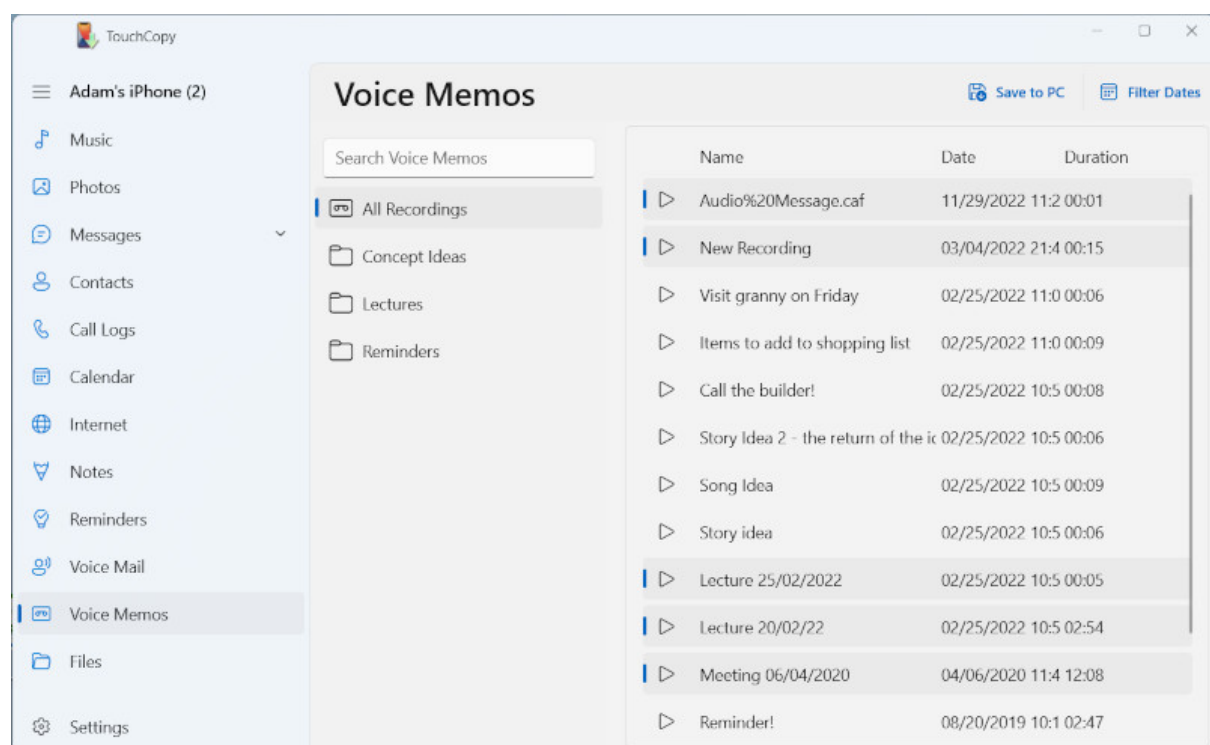 TouchCopy
Adam's iPhone (2)
Music
Photos
Messages
Contacts
Call Logs
Calendar
Internet
Notes
Reminders
Voice Mail
Voice Memos
Files
Settings
Voice Memos
Save to PC
Filter Dates
Search Voice Memos
All Recordings
Concept Ideas
Lectures
Reminders
Name Date Duration
Audio%20Message.caf 11/29/2022 11:2 00:01
New Recording 03/04/2022 21:4 00:15
Visit granny on Friday 02/25/2022 11:0 00:06
Items to add to shopping list 02/25/2022 11:0 00:09
Call the builder! 02/25/2022 10:5 00:08
Story Idea 2 - the return of the ic 02/25/2022 10:5 00:06
Song Idea 02/25/2022 10:5 00:09
Story idea 02/25/2022 10:5 00:06
Lecture 25/02/2022 02/25/2022 10:5 00:05
Lecture 20/02/22 02/25/2022 10:5 02:54
Meeting 06/04/2020 04/06/2020 11:4 12:08
Reminder! 08/20/2019 10:1 02:47